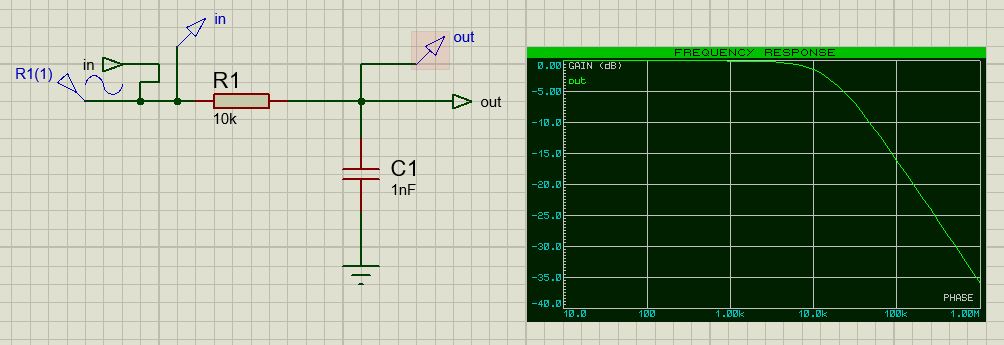 in
in
R1(1)
R1
10k
out
out
C1
1nF
FREQUENCY RESPONSE
GAIN (dB)
out
0.00
-5.00
-10.0
-15.0
-20.0
-25.0
-30.0
-35.0
-40.0
PHASE
10.0 100 1.00k 10.0k 100k 1.00M